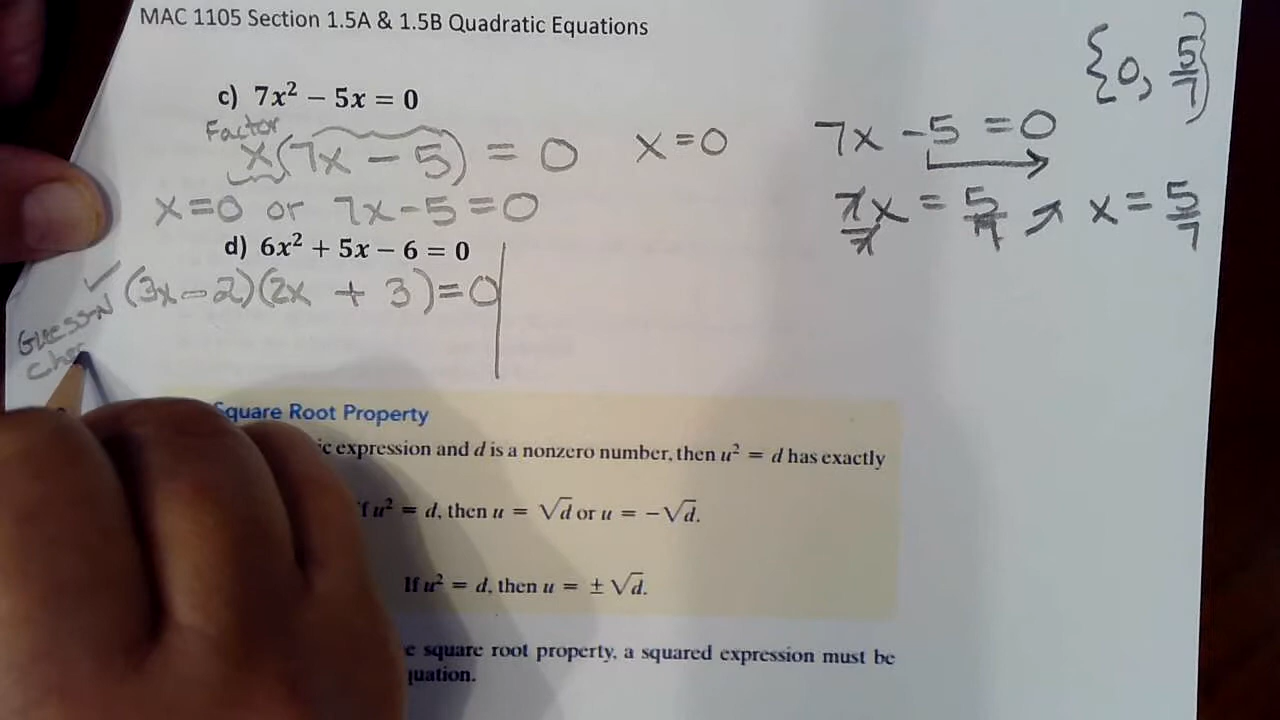 MAC 1105 Section 1.5A & 1.5B Quadratic Equations
{0, 5/7}
c) 7x² − 5x = 0
Factor
x(7x − 5) = 0
x = 0
7x − 5 = 0
x = 0 or 7x − 5 = 0
7x/7 = 5/7 → x = 5/7
d) 6x² + 5x − 6 = 0
✓ (3x − 2)(2x + 3) = 0
Guess-N
Square Root Property
expression and d is a nonzero number, then u² = d has exactly
u² = d, then u = √d or u = −√d.
If u² = d, then u = ± √d.
square root property, a squared expression must be